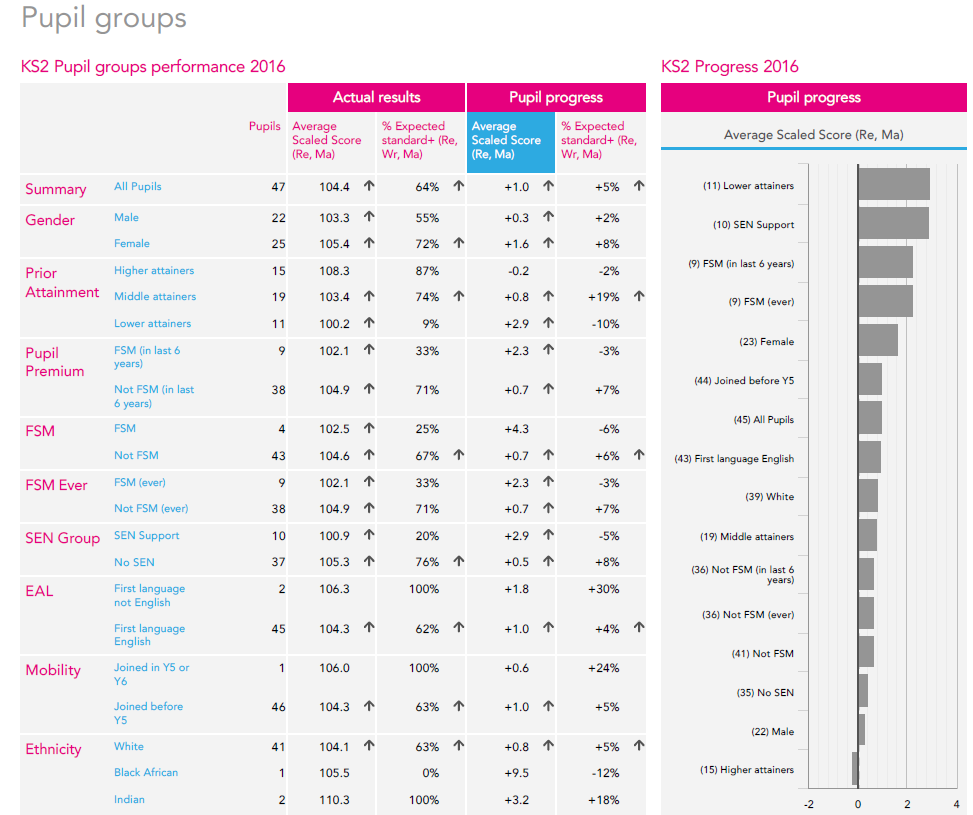 Pupil groups
KS2 Pupil groups performance 2016
Actual results Pupil progress
Pupils Average % Expected Average % Expected
Scaled Score standard+ (Re, Scaled Score standard+ (Re,
(Re, Ma) Wr, Ma) (Re, Ma) Wr, Ma)
Summary All Pupils 47 104.4 ↑ 64% ↑ +1.0 ↑ +5% ↑
Gender Male 22 103.3 ↑ 55% +0.3 ↑ +2%
Female 25 105.4 ↑ 72% ↑ +1.6 ↑ +8%
Prior Higher attainers 15 108.3 87% -0.2 -2%
Attainment Middle attainers 19 103.4 ↑ 74% ↑ +0.8 ↑ +19% ↑
Lower attainers 11 100.2 ↑ 9% +2.9 ↑ -10%
Pupil FSM (in last 6 9 102.1 ↑ 33% +2.3 ↑ -3%
Premium years)
Not FSM (in last 38 104.9 ↑ 71% +0.7 ↑ +7%
6 years)
FSM FSM 4 102.5 ↑ 25% +4.3 -6%
Not FSM 43 104.6 ↑ 67% ↑ +0.7 ↑ +6% ↑
FSM Ever FSM (ever) 9 102.1 ↑ 33% +2.3 ↑ -3%
Not FSM (ever) 38 104.9 ↑ 71% +0.7 ↑ +7%
SEN Group SEN Support 10 100.9 ↑ 20% +2.9 ↑ -5%
No SEN 37 105.3 ↑ 76% ↑ +0.5 ↑ +8%
EAL First language 2 106.3 100% +1.8 +30%
not English
First language 45 104.3 ↑ 62% ↑ +1.0 ↑ +4% ↑
English
Mobility Joined in Y5 or 1 106.0 100% +0.6 +24%
Y6
Joined before 46 104.3 ↑ 63% ↑ +1.0 ↑ +5%
Y5
Ethnicity White 41 104.1 ↑ 63% ↑ +0.8 ↑ +5% ↑
Black African 1 105.5 0% +9.5 -12%
Indian 2 110.3 100% +3.2 +18%
KS2 Progress 2016
Pupil progress
Average Scaled Score (Re, Ma)
(11) Lower attainers
(10) SEN Support
(9) FSM (in last 6 years)
(9) FSM (ever)
(23) Female
(44) Joined before Y5
(45) All Pupils
(43) First language English
(39) White
(19) Middle attainers
(36) Not FSM (in last 6
years)
(36) Not FSM (ever)
(41) Not FSM
(35) No SEN
(22) Male
(15) Higher attainers
-2 0 2 4